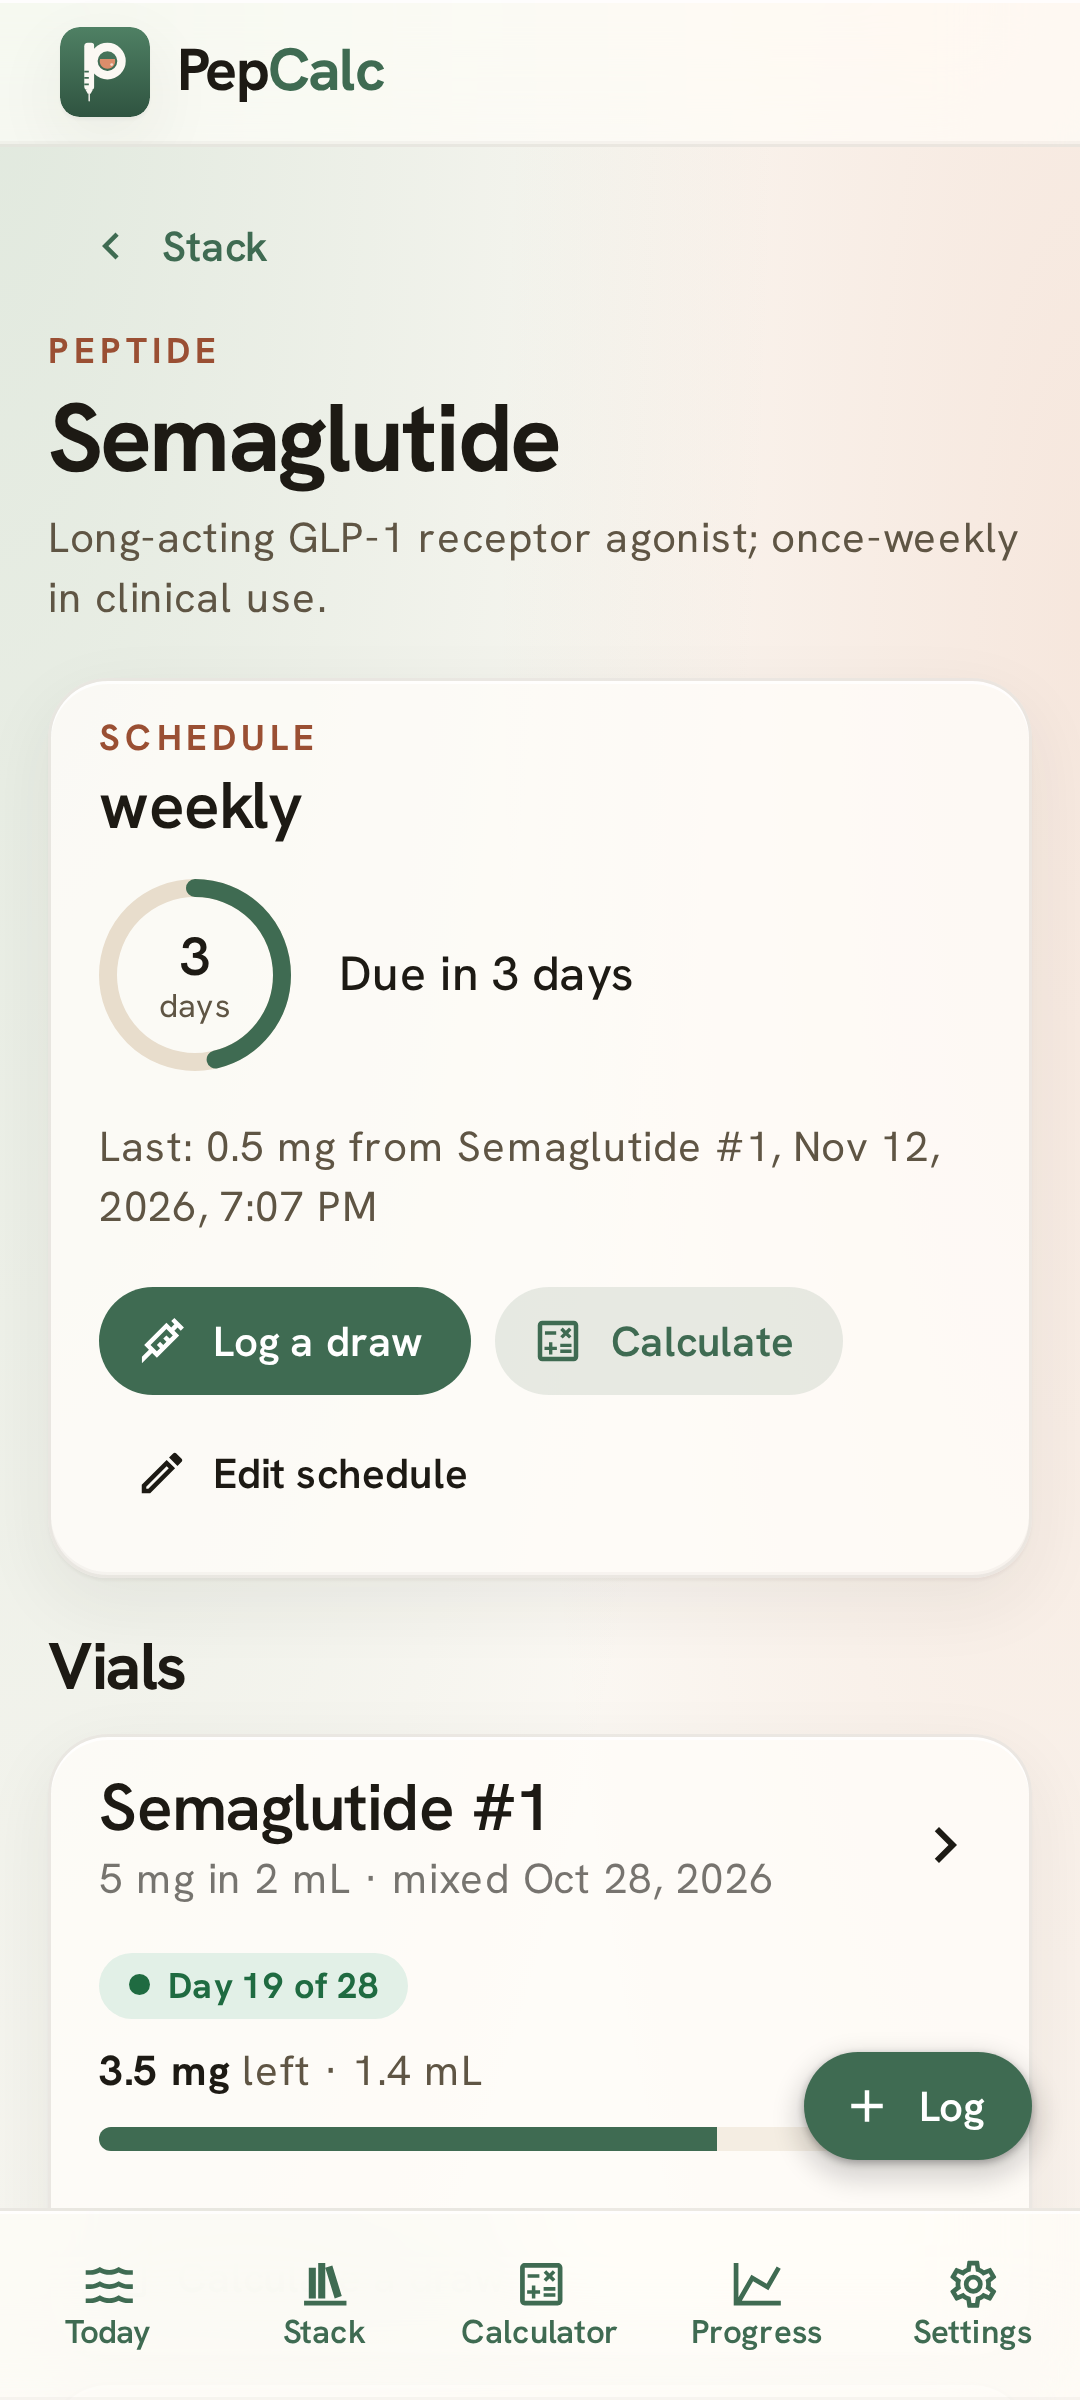 PepCalc
Stack
PEPTIDE
Semaglutide
Long-acting GLP-1 receptor agonist; once-weekly
in clinical use.
SCHEDULE
weekly
3
days
Due in 3 days
Last: 0.5 mg from Semaglutide #1, Nov 12,
2026, 7:07 PM
Log a draw
Calculate
Edit schedule
Vials
Semaglutide #1
5 mg in 2 mL · mixed Oct 28, 2026
Day 19 of 28
3.5 mg left · 1.4 mL
Log
Today
Stack
Calculator
Progress
Settings